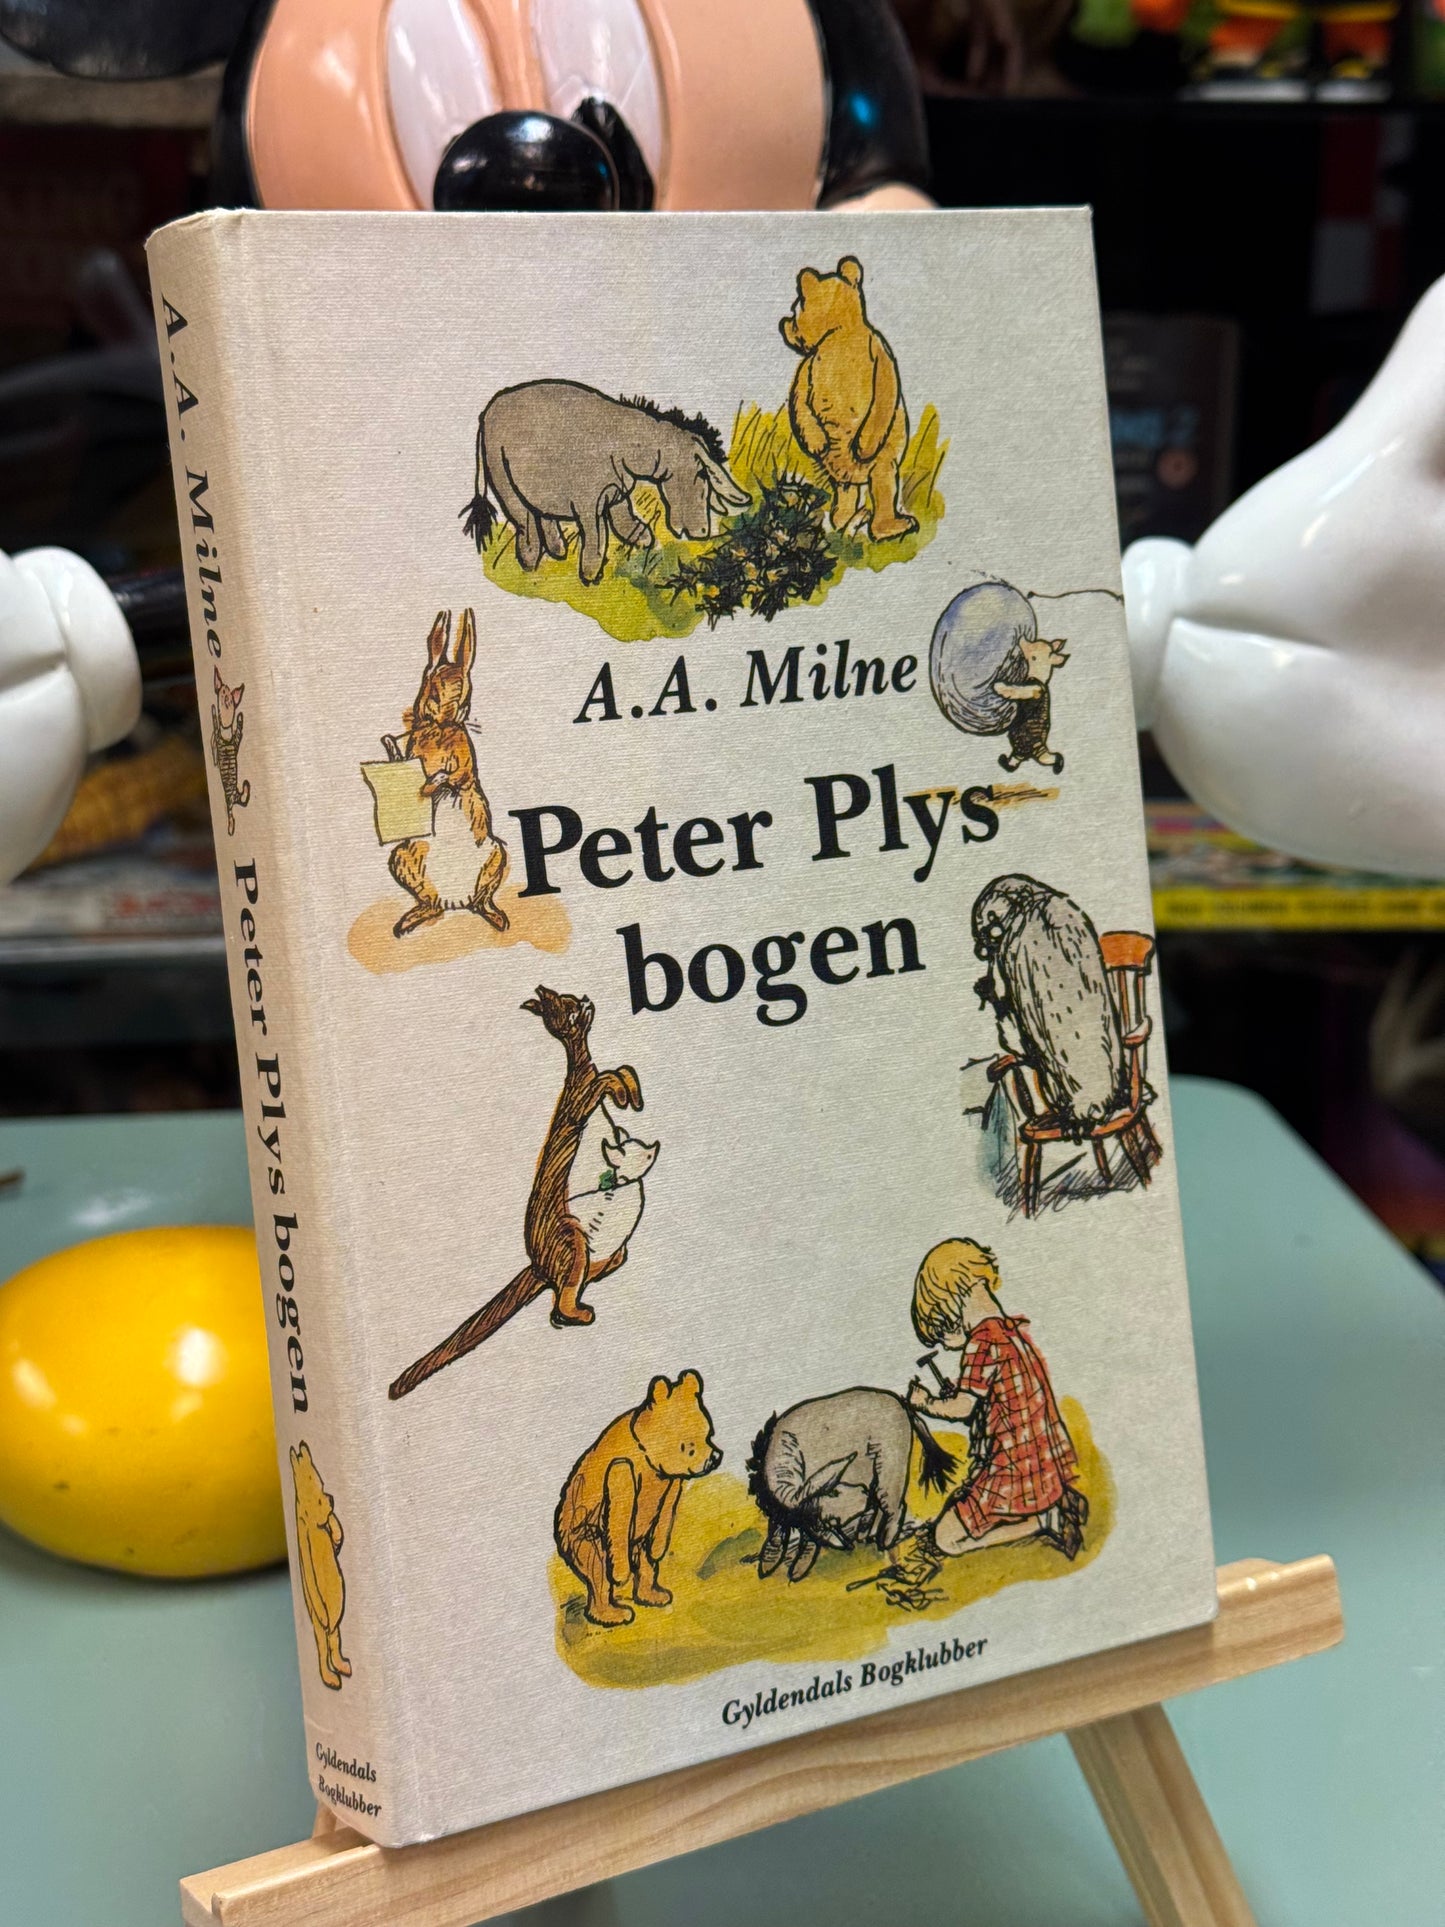 A.A. Milne
Peter Plys
bogen
Gyldendals Bogklubber
A.A. Milne
Peter Plys bogen
Gyldendals
Bogklubber